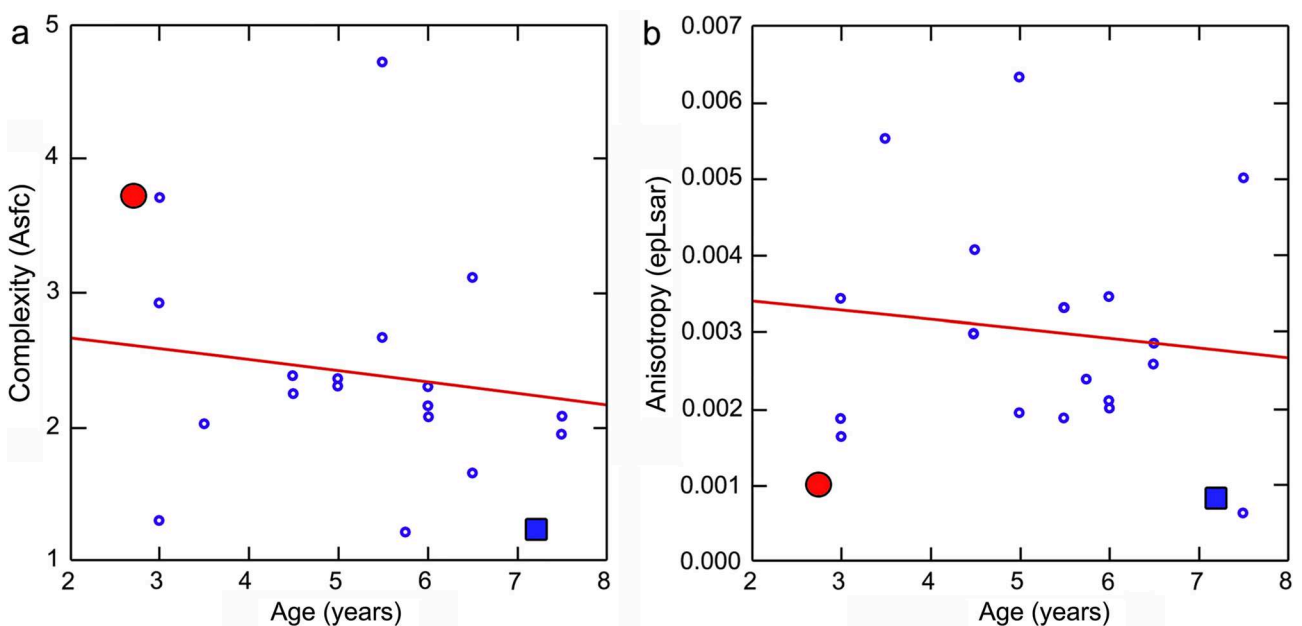 a
5
4
3
2
1
Complexity (Asfc)
2 3 4 5 6 7 8
Age (years)
b
0.007
0.006
0.005
0.004
0.003
0.002
0.001
0.000
Anisotropy (epLsar)
2 3 4 5 6 7 8
Age (years)